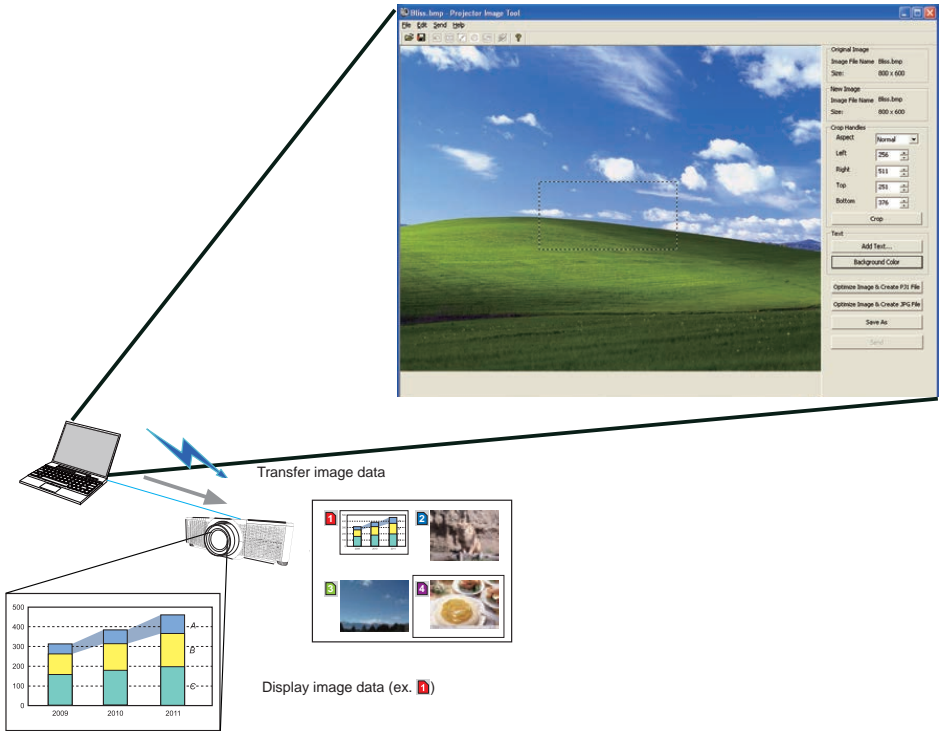 Bliss.bmp - Projector Image Tool
File Edit Send Help
Original Image
Image File Name Bliss.bmp
Size: 800 x 600
New Image
Image File Name Bliss.bmp
Size: 800 x 600
Crop Handles
Aspect Normal
Left 256
Right 511
Top 251
Bottom 376
Crop
Text
Add Text...
Background Color
Optimize Image & Create PJI File
Optimize Image & Create JPG File
Save As
Send
Transfer image data
1
2
3
4
500
400
300
200
100
0
A
B
C
2009 2010 2011
Display image data (ex. 1)